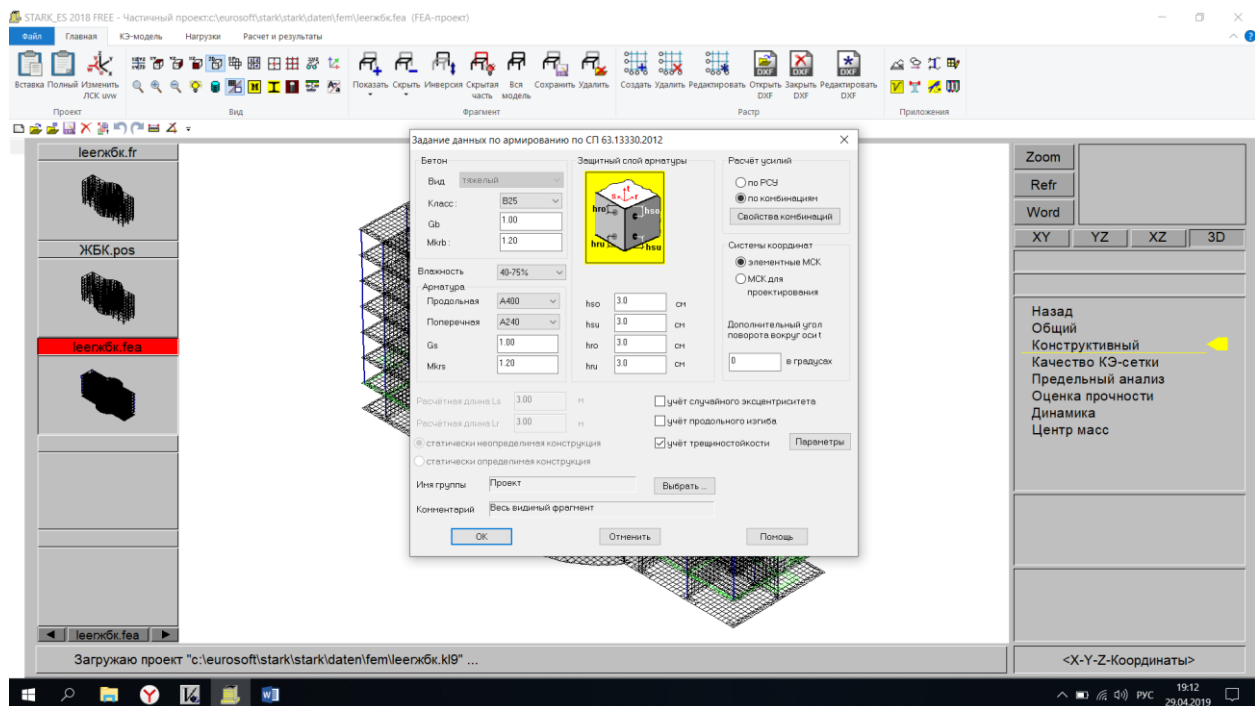 STARK_ES 2018 FREE - Частичный проект:c:\eurosoft\stark\stark\daten\fem\leerжбк.fea (FEA-проект)
Файл Главная КЭ-модель Нагрузки Расчет и результаты
Вставка Полный Изменить ЛСК uvw
Показать Скрыть Инверсия Скрытая часть Вся модель Сохранить Удалить
Создать Удалить Редактировать Открыть DXF Закрыть DXF Редактировать DXF
Проект Вид Фрагмент Растр Приложения
leerжбк.fr
ЖБК.pos
leerжбк.fea
leerжбк.fea
Задание данных по армированию по СП 63.13330.2012
Бетон
Вид тяжелый
Класс: B25
Gb 1.00
Mkrb: 1.20
Влажность 40-75%
Арматура
Продольная A400
Поперечная A240
Gs 1.00
Mkrs 1.20
Защитный слой арматуры
s t r
hro hso
hru hsu
hso 3.0 см
hsu 3.0 см
hro 3.0 см
hru 3.0 см
Расчёт усилий
по РСУ
по комбинациям
Свойства комбинаций
Системы координат
элементные МСК
МСК для проектирования
Дополнительный угол поворота вокруг оси t
0 в градусах
Расчётная длина Ls 3.00 м
Расчётная длина Lr 3.00 м
статически неопределимая конструкция
статически определимая конструкция
учёт случайного эксцентриситета
учёт продольного изгиба
учёт трещиностойкости Параметры
Имя группы Проект Выбрать ...
Комментарий Весь видимый фрагмент
OK Отменить Помощь
Zoom
Refr
Word
XY YZ XZ 3D
Назад
Общий
Конструктивный
Качество КЭ-сетки
Предельный анализ
Оценка прочности
Динамика
Центр масс
Загружаю проект "c:\eurosoft\stark\stark\daten\fem\leerжбк.kl9" ...
<X-Y-Z-Координаты>
РУС 19:12
29.04.2019